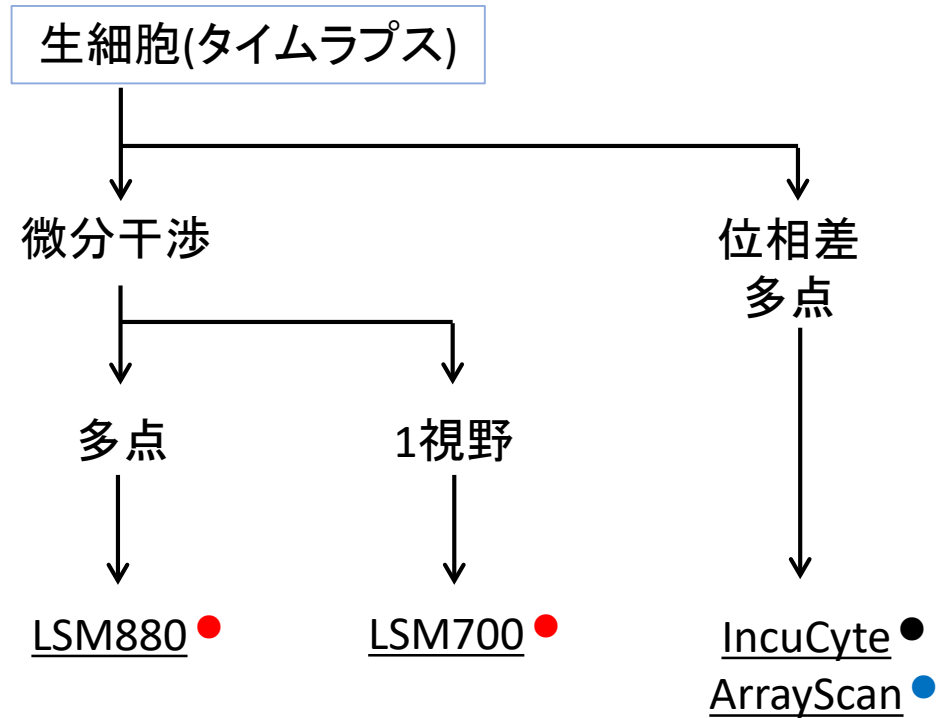 生細胞(タイムラプス)
微分干渉
位相差
多点
多点
1視野
LSM880
LSM700
IncuCyte
ArrayScan